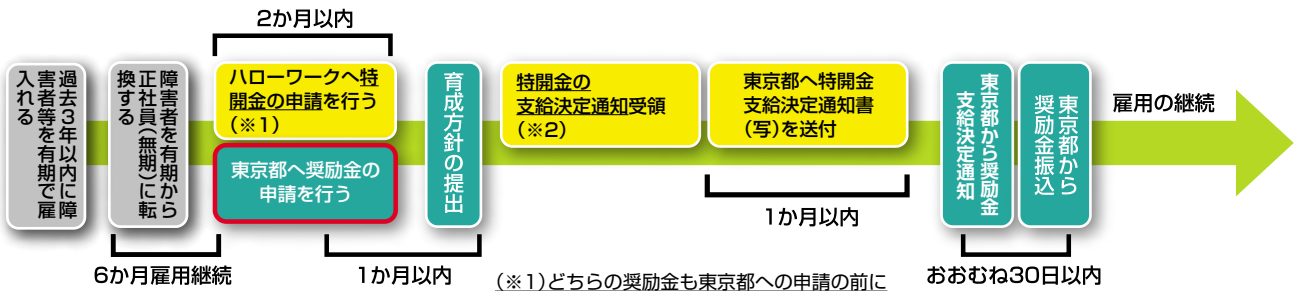 2か月以内
過去3年以内に障
害者等を有期で雇
入れる
障害者を有期から
正社員(無期)に転
換する
ハローワークへ特
開金の申請を行う
(※1)
東京都へ奨励金の
申請を行う
育成方針の提出
特開金の
支給決定通知受領
(※2)
東京都へ特開金
支給決定通知書
(写)を送付
東京都から奨励金
支給決定通知
東京都から
奨励金振込
雇用の継続
6か月雇用継続
1か月以内
1か月以内
おおむね30日以内
(※1)どちらの奨励金も東京都への申請の前に